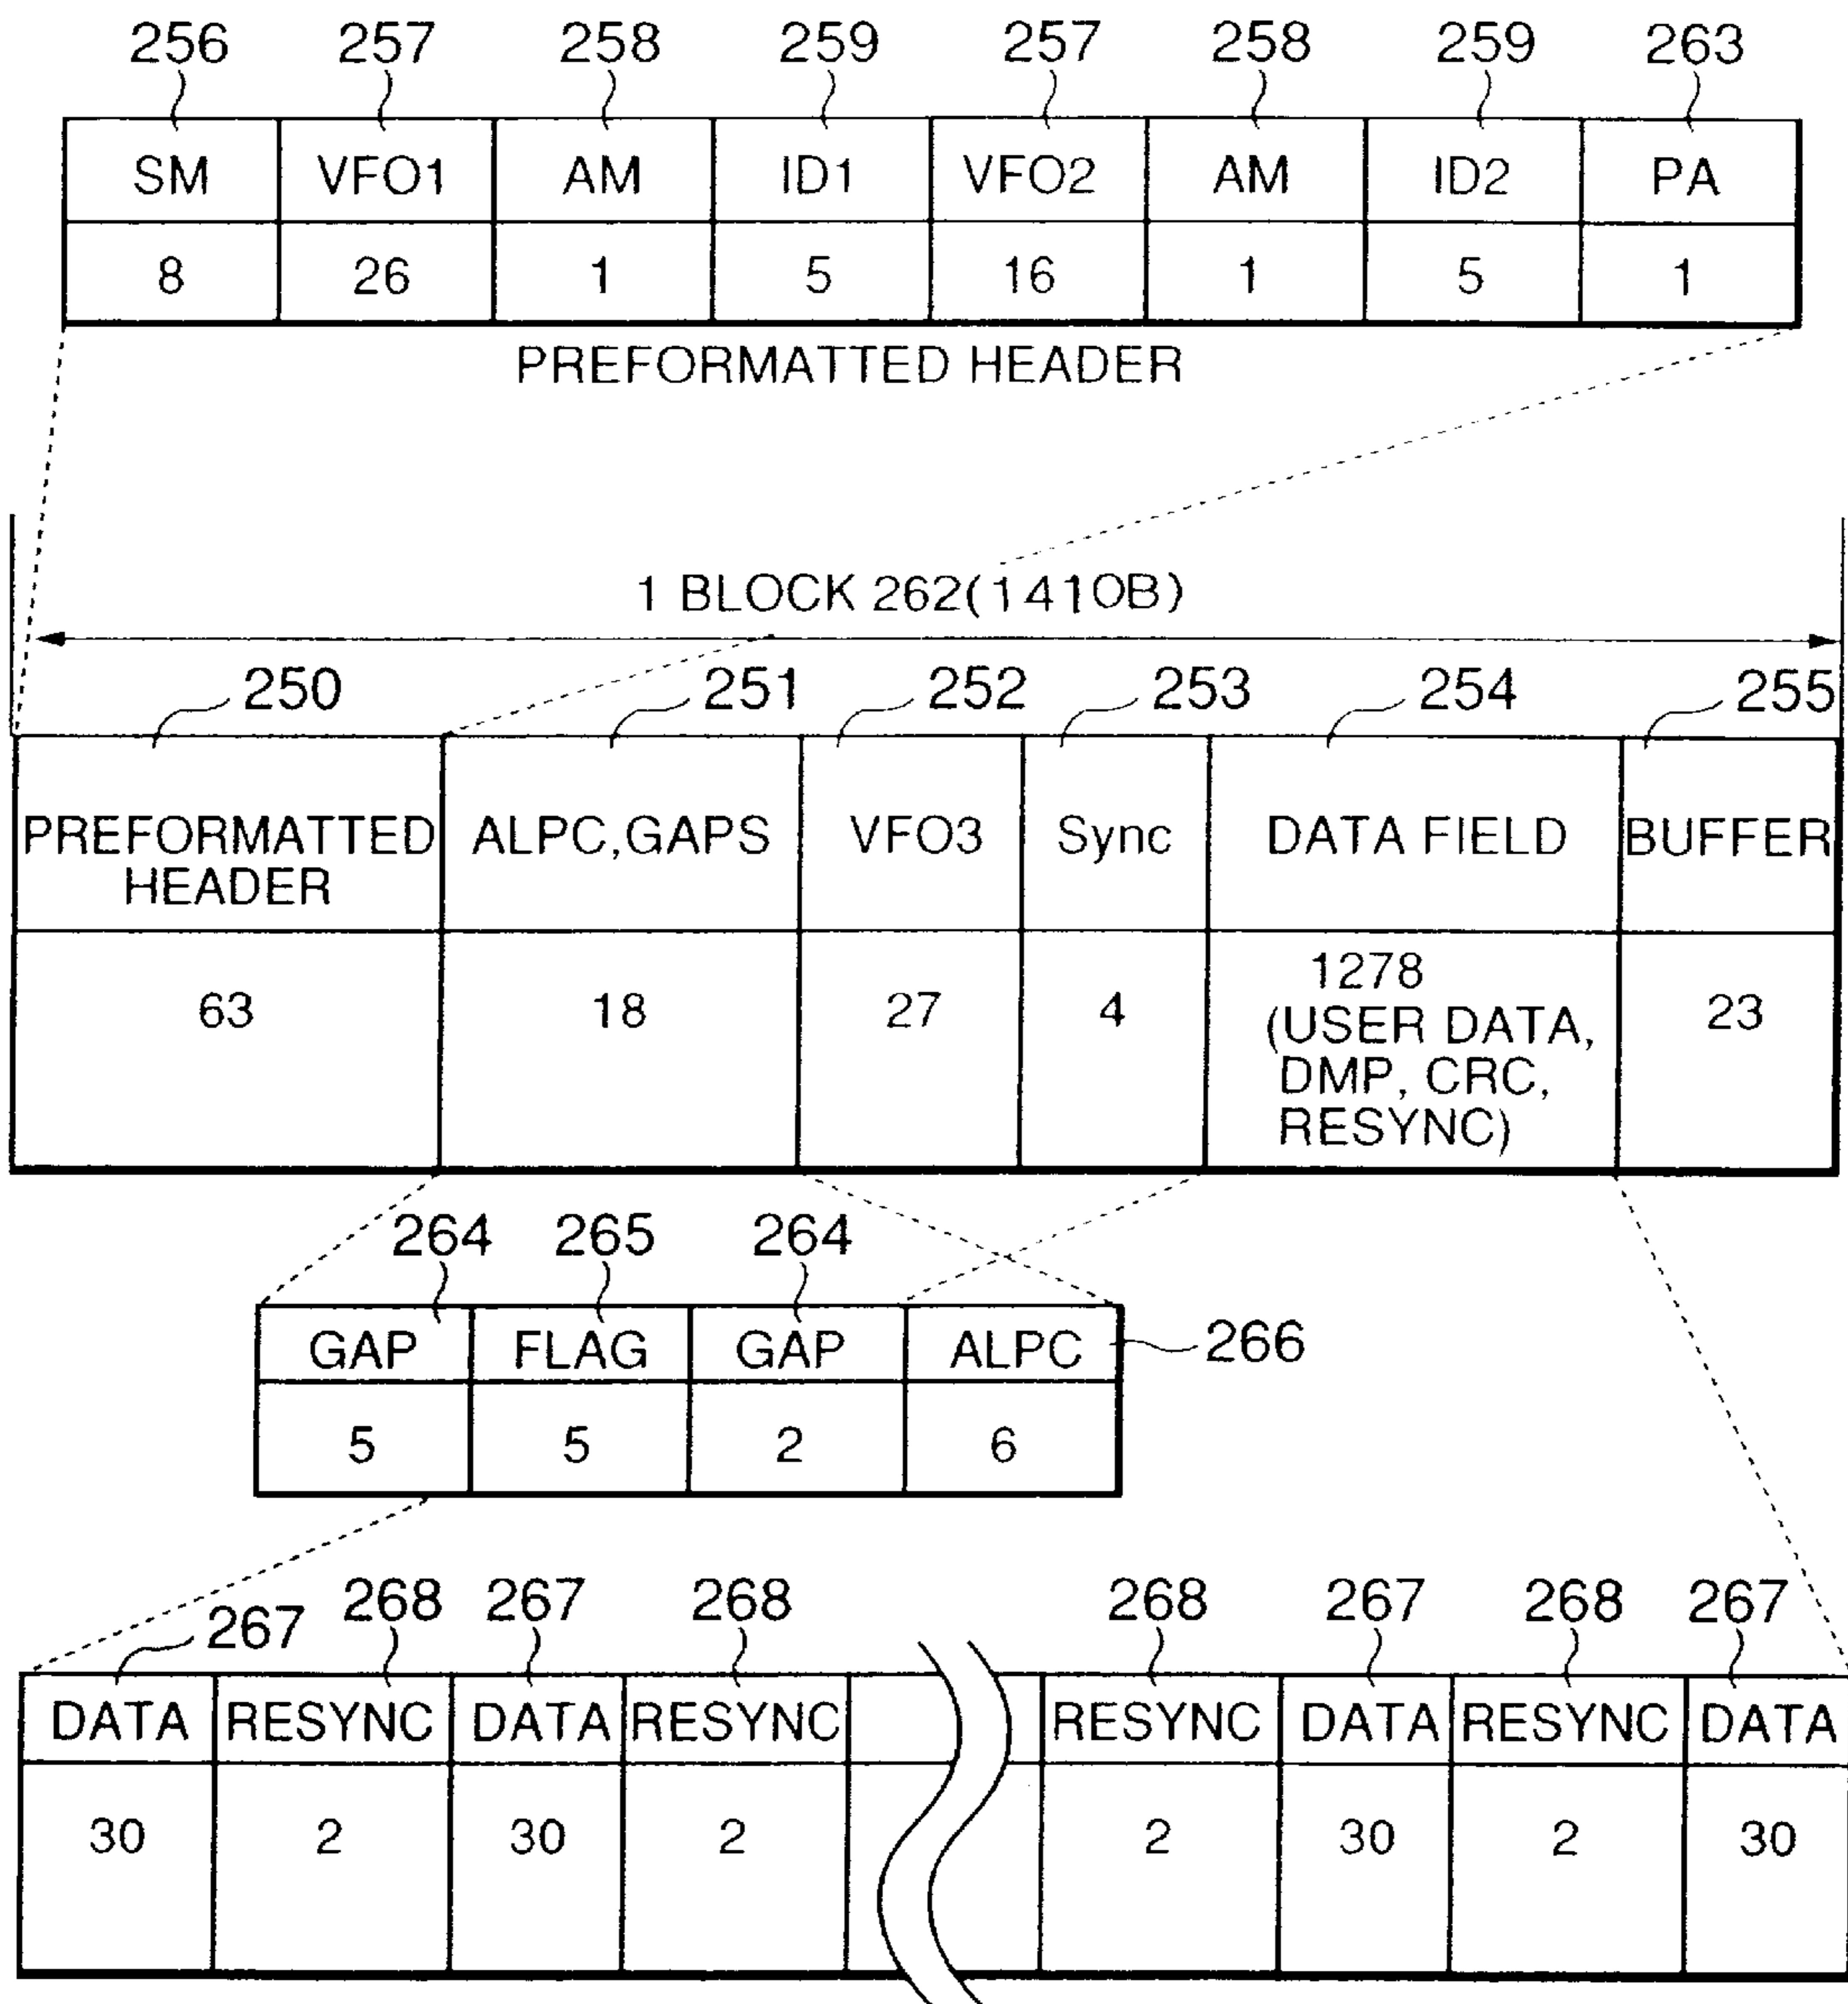 256 257 258 259 257 258 259 263
SM VFO1 AM ID1 VFO2 AM ID2 PA
8 26 1 5 16 1 5 1
PREFORMATTED HEADER
1 BLOCK 262(1410B)
250 251 252 253 254 255
PREFORMATTED HEADER ALPC,GAPS VFO3 Sync DATA FIELD BUFFER
63 18 27 4 1278 23
(USER DATA,
DMP, CRC,
RESYNC)
264 265 264
GAP FLAG GAP ALPC 266
5 5 2 6
267 268 267 268 268 267 268 267
DATA RESYNC DATA RESYNC RESYNC DATA RESYNC DATA
30 2 30 2 2 30 2 30